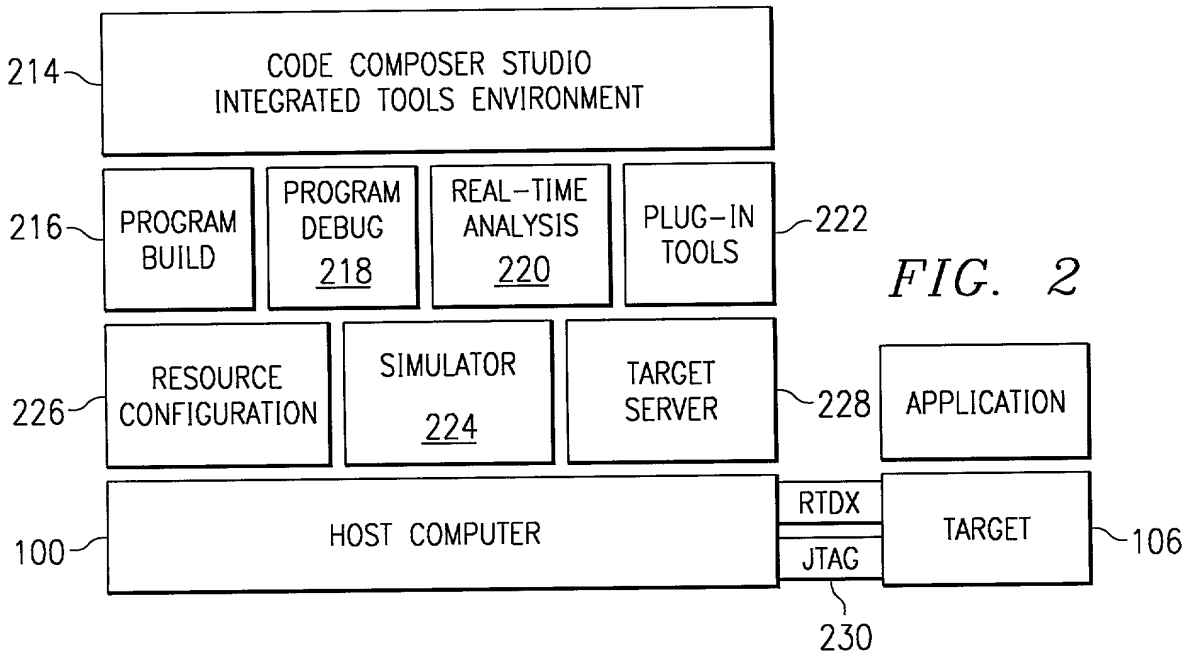 214
CODE COMPOSER STUDIO
INTEGRATED TOOLS ENVIRONMENT
216
PROGRAM
BUILD
PROGRAM
DEBUG
218
REAL-TIME
ANALYSIS
220
PLUG-IN
TOOLS
222
FIG. 2
226
RESOURCE
CONFIGURATION
SIMULATOR
224
TARGET
SERVER
228
APPLICATION
100
HOST COMPUTER
RTDX
JTAG
230
TARGET
106